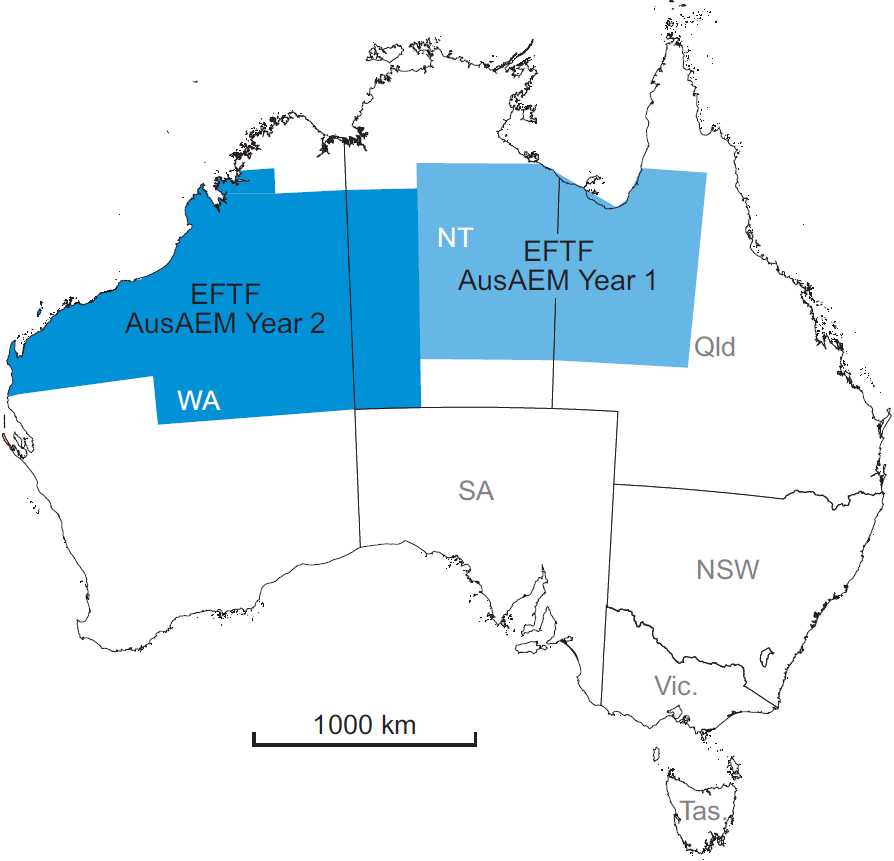 NT
EFTF
AusAEM Year 1
EFTF
AusAEM Year 2
Qld
WA
SA
NSW
Vic.
1000 km
Tas.